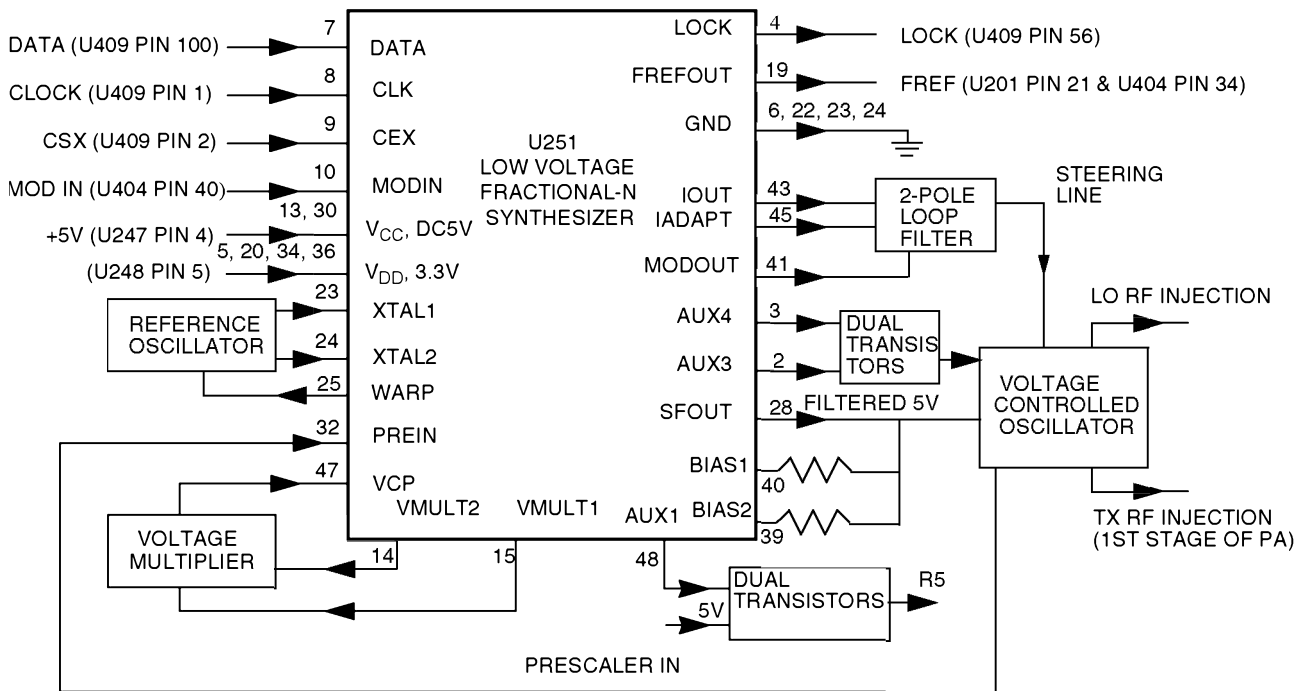 DATA (U409 PIN 100)
7
DATA
CLOCK (U409 PIN 1)
8
CLK
CSX (U409 PIN 2)
9
CEX
MOD IN (U404 PIN 40)
10
MODIN
+5V (U247 PIN 4)
13, 30
VCC, DC5V
(U248 PIN 5)
5, 20, 34, 36
VDD, 3.3V
REFERENCE
OSCILLATOR
23
XTAL1
24
XTAL2
25
WARP
32
PREIN
47
VCP
VOLTAGE
MULTIPLIER
VMULT2
14
VMULT1
15
U251
LOW VOLTAGE
FRACTIONAL-N
SYNTHESIZER
LOCK
4
LOCK (U409 PIN 56)
FREFOUT
19
FREF (U201 PIN 21 & U404 PIN 34)
GND
6, 22, 23, 24
IOUT
43
IADAPT
45
MODOUT
41
2-POLE
LOOP
FILTER
STEERING
LINE
AUX4
3
AUX3
2
DUAL
TRANSIS
TORS
SFOUT
28
FILTERED 5V
BIAS1
40
BIAS2
39
LO RF INJECTION
VOLTAGE
CONTROLLED
OSCILLATOR
TX RF INJECTION
(1ST STAGE OF PA)
AUX1
48
5V
DUAL
TRANSISTORS
R5
PRESCALER IN